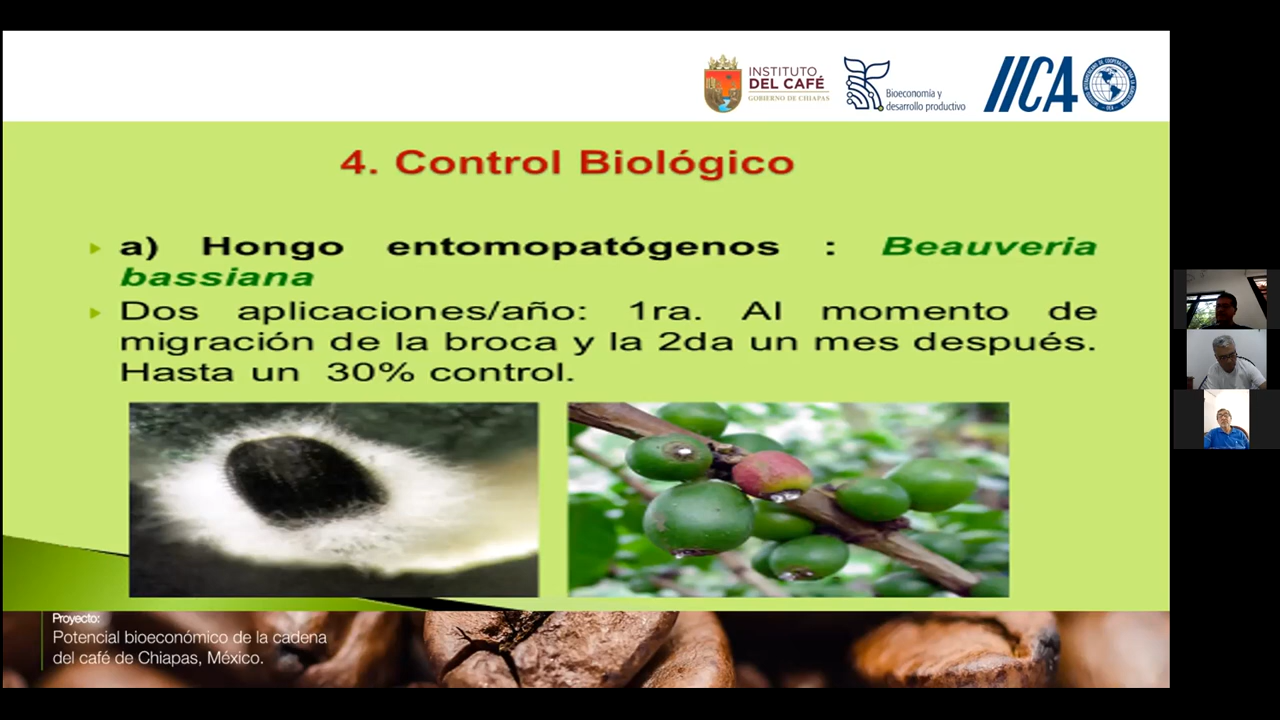 INSTITUTO
DEL CAFÉ
GOBIERNO DE CHIAPAS
Bioeconomía y
desarrollo productivo
IICA
4. Control Biológico
a) Hongo entomopatógenos : Beauveria
bassiana
Dos aplicaciones/año: 1ra. Al momento de
migración de la broca y la 2da un mes después.
Hasta un 30% control.
Proyecto:
Potencial bioeconómico de la cadena
del café de Chiapas, México.